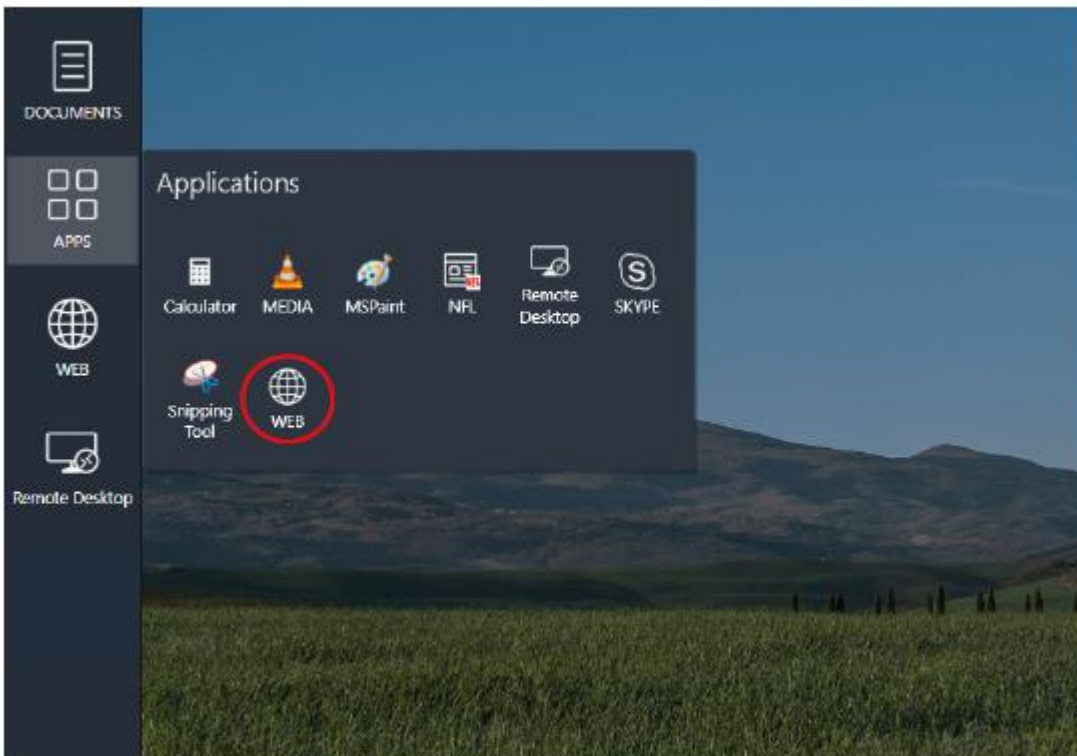 DOCUMENTS
APPS
WEB
Remote Desktop
Applications
Calculator
MEDIA
MSPaint
NFL
Remote
Desktop
SKYPE
Snipping
Tool
WEB